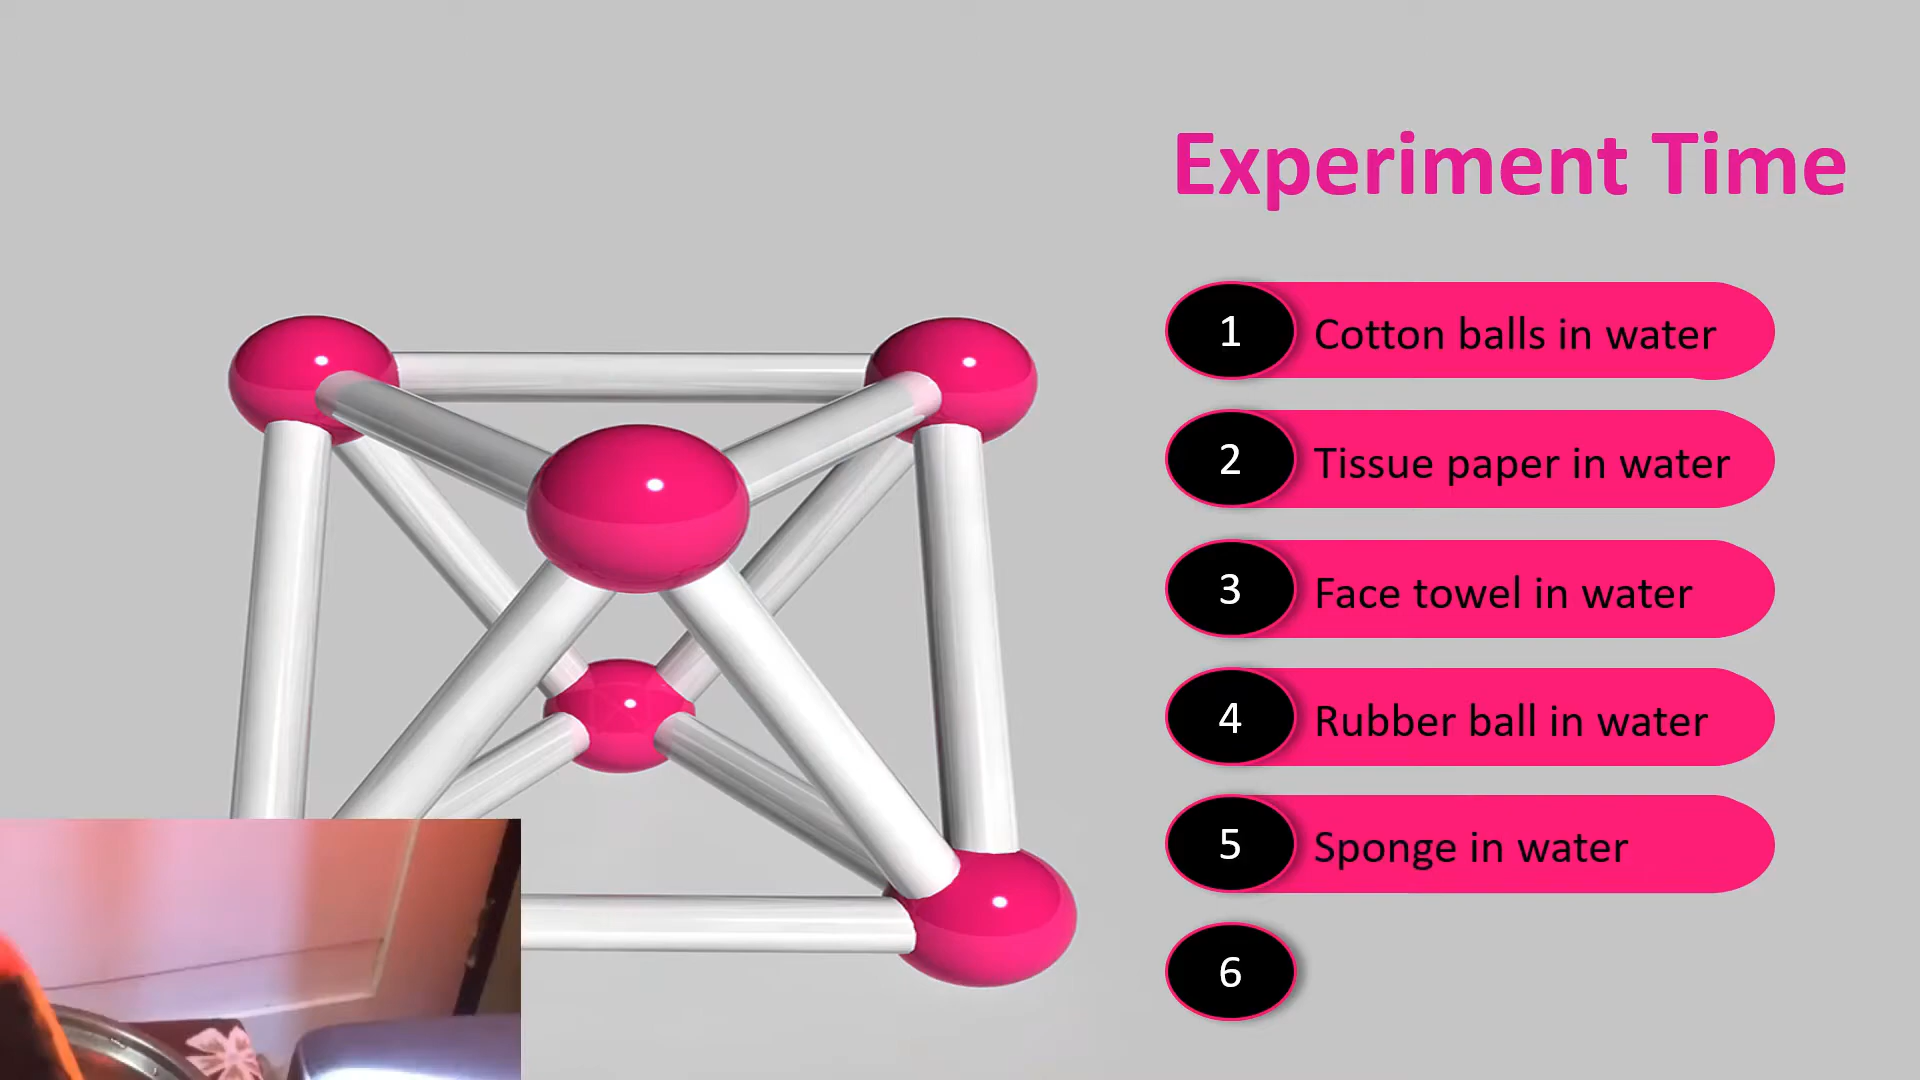 Experiment Time
1 Cotton balls in water
2 Tissue paper in water
3 Face towel in water
4 Rubber ball in water
5 Sponge in water
6